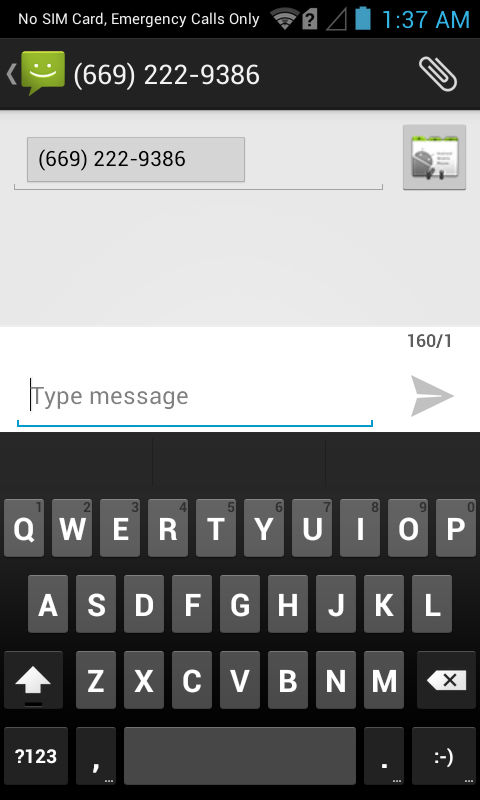 No SIM Card, Emergency Calls Only ? 1:37 AM
(669) 222-9386
(669) 222-9386
160/1
Type message
1 2 3 4 5 6 7 8 9 0
Q W E R T Y U I O P
A S D F G H J K L
Z X C V B N M
?123 , ... . ... :-) ...